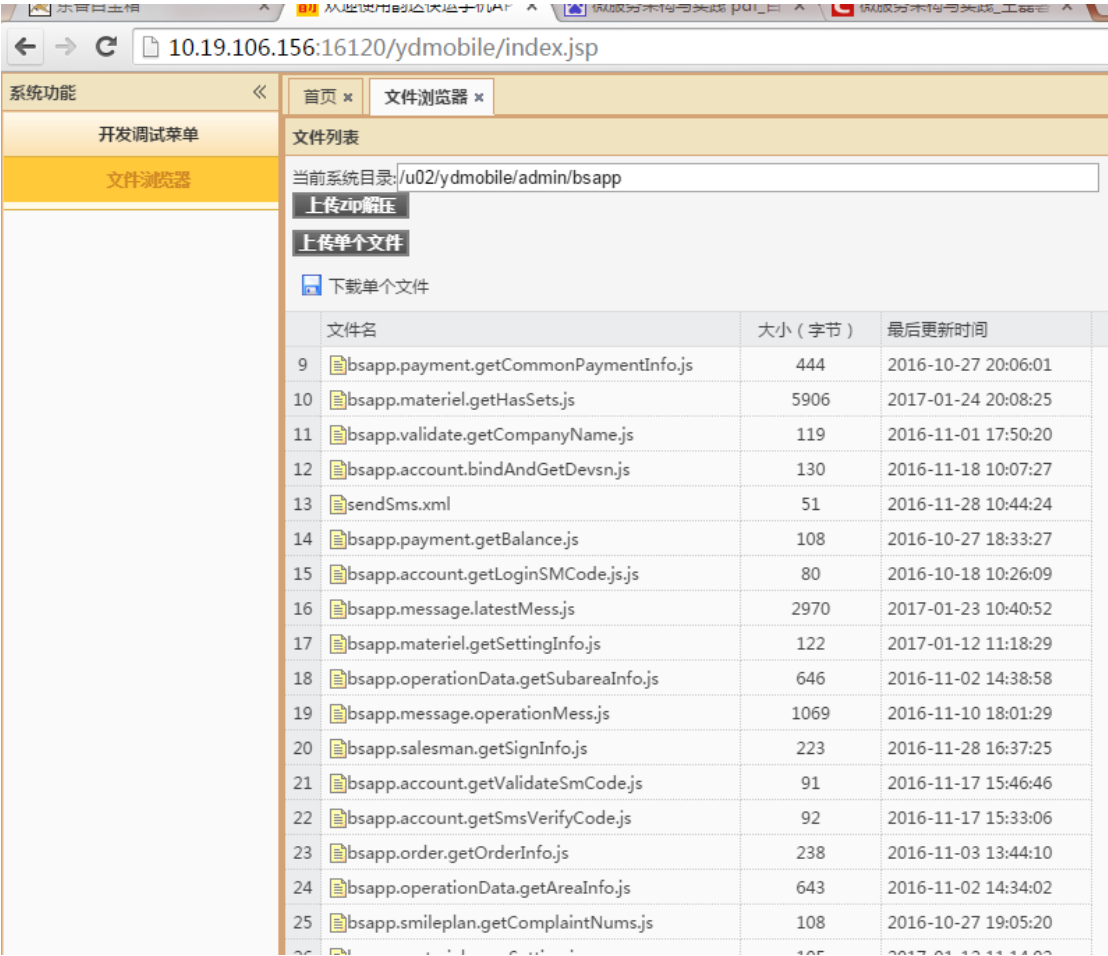 10.19.106.156:16120/ydmobile/index.jsp
系统功能
首页 文件浏览器
开发调试菜单
文件浏览器
文件列表
当前系统目录:/u02/ydmobile/admin/bsapp
上传zip解压
上传单个文件
下载单个文件
文件名 大小（字节） 最后更新时间
9 bsapp.payment.getCommonPaymentInfo.js 444 2016-10-27 20:06:01
10 bsapp.materiel.getHasSets.js 5906 2017-01-24 20:08:25
11 bsapp.validate.getCompanyName.js 119 2016-11-01 17:50:20
12 bsapp.account.bindAndGetDevsn.js 130 2016-11-18 10:07:27
13 sendSms.xml 51 2016-11-28 10:44:24
14 bsapp.payment.getBalance.js 108 2016-10-27 18:33:27
15 bsapp.account.getLoginSMCode.js.js 80 2016-10-18 10:26:09
16 bsapp.message.latestMess.js 2970 2017-01-23 10:40:52
17 bsapp.materiel.getSettingInfo.js 122 2017-01-12 11:18:29
18 bsapp.operationData.getSubareaInfo.js 646 2016-11-02 14:38:58
19 bsapp.message.operationMess.js 1069 2016-11-10 18:01:29
20 bsapp.salesman.getSignInfo.js 223 2016-11-28 16:37:25
21 bsapp.account.getValidateSmCode.js 91 2016-11-17 15:46:46
22 bsapp.account.getSmsVerifyCode.js 92 2016-11-17 15:33:06
23 bsapp.order.getOrderInfo.js 238 2016-11-03 13:44:10
24 bsapp.operationData.getAreaInfo.js 643 2016-11-02 14:34:02
25 bsapp.smileplan.getComplaintNums.js 108 2016-10-27 19:05:20